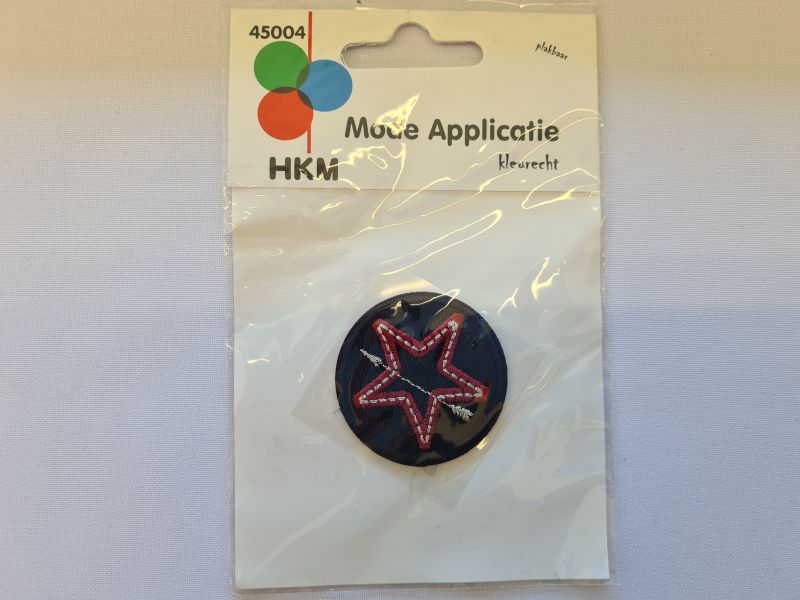 45004
plakbaar
Mode Applicatie
HKM
kleurecht